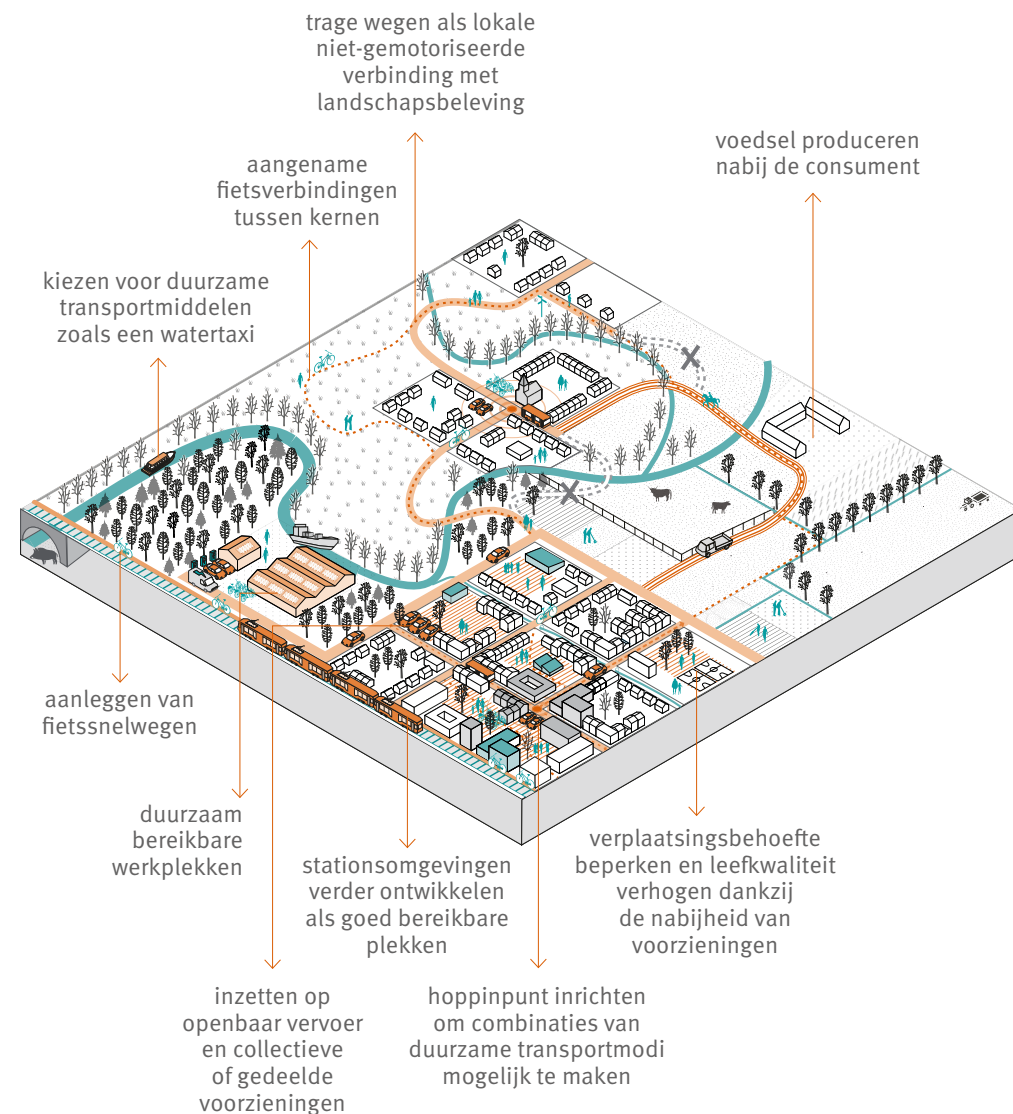 trage wegen als lokale
niet-gemotoriseerde
verbinding met
landschapsbeleving
voedsel produceren
nabij de consument
aangename
fietsverbindingen
tussen kernen
kiezen voor duurzame
transportmiddelen
zoals een watertaxi
aanleggen van
fietssnelwegen
duurzaam
bereikbare
werkplekken
stationsomgevingen
verder ontwikkelen
als goed bereikbare
plekken
verplaatsingsbehoefte
beperken en leefkwaliteit
verhogen dankzij
de nabijheid van
voorzieningen
inzetten op
openbaar vervoer
en collectieve
of gedeelde
voorzieningen
hoppinpunt inrichten
om combinaties van
duurzame transportmodi
mogelijk te maken